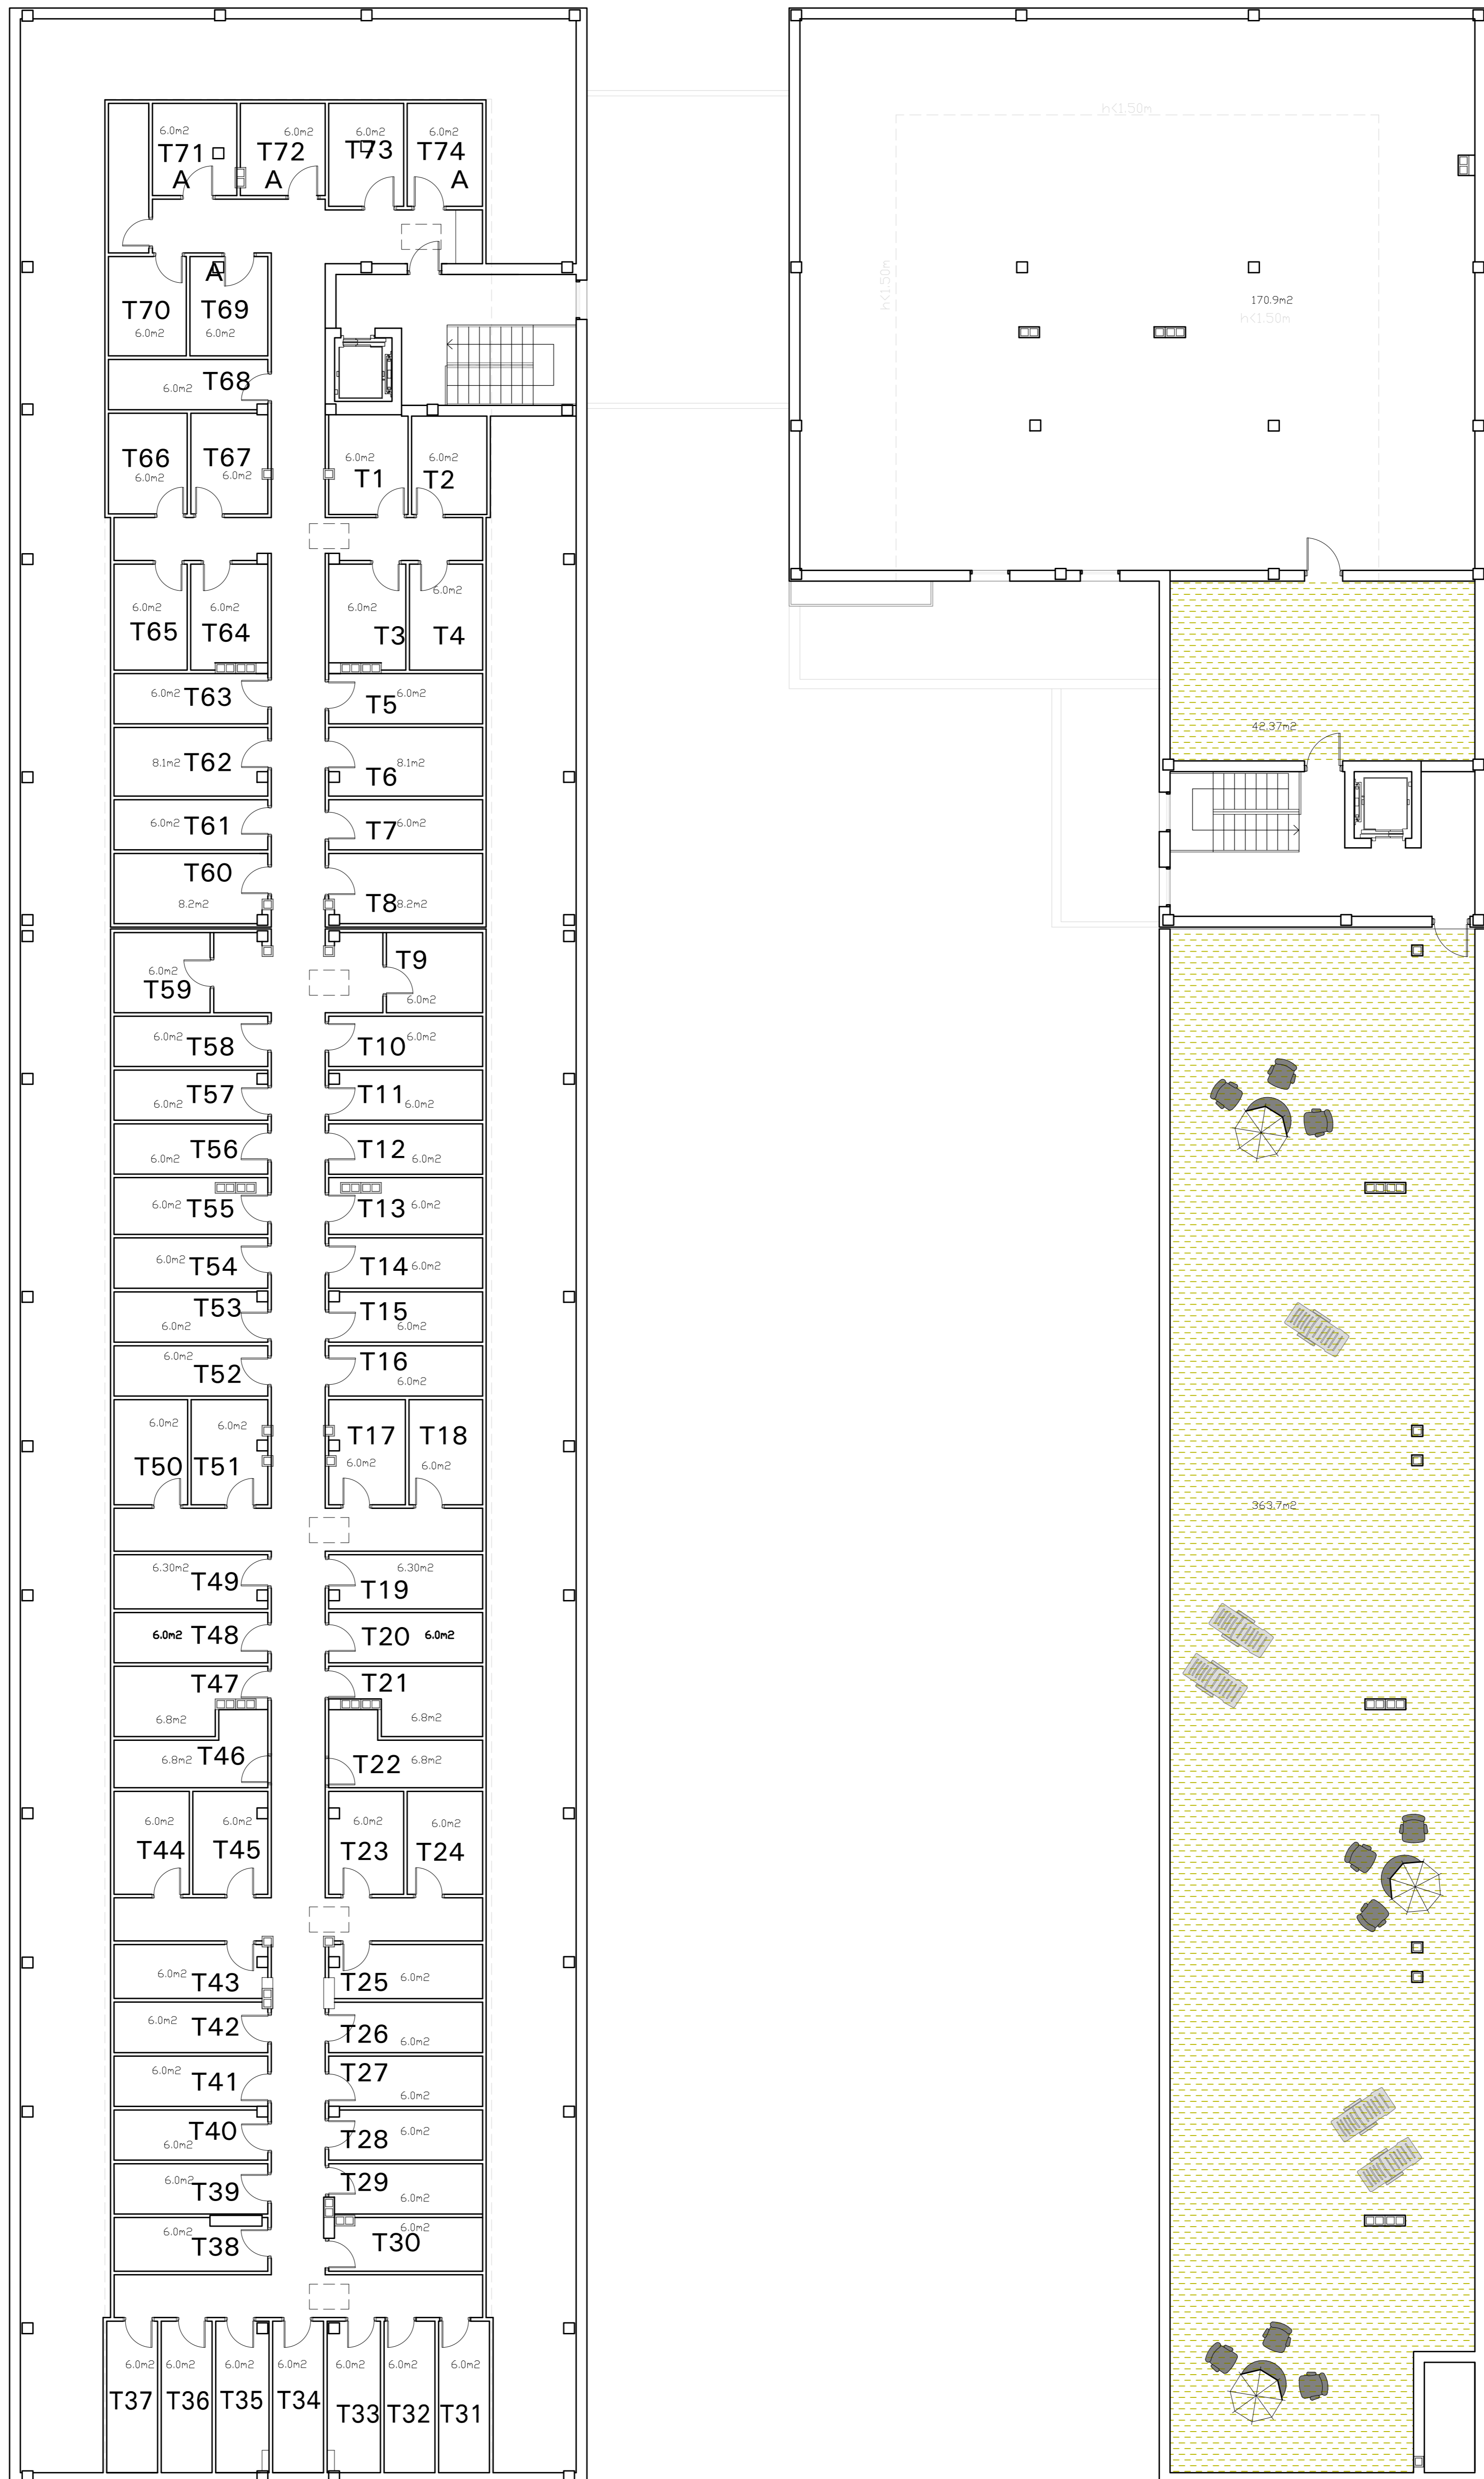 h<1.50m
6.0m2
T71
A
6.0m2
T72
A
6.0m2
T73
6.0m2
T74
A
T70
6.0m2
A
T69
6.0m2
h<1.50m
170.9m2
h<1.50m
6.0m2
T68
T66
6.0m2
T67
6.0m2
6.0m2
T1
6.0m2
T2
6.0m2
T65
6.0m2
T64
6.0m2
T3
6.0m2
T4
6.0m2
T63
T5
6.0m2
42.37m2
8.1m2
T62
T6
8.1m2
6.0m2
T61
T7
6.0m2
T60
8.2m2
T8
8.2m2
6.0m2
T59
T9
6.0m2
6.0m2
T58
T10
6.0m2
T57
6.0m2
T11
6.0m2
T56
6.0m2
T12
6.0m2
6.0m2
T55
T13
6.0m2
6.0m2
T54
T14
6.0m2
T53
6.0m2
T15
6.0m2
6.0m2
T52
T16
6.0m2
6.0m2
T50
6.0m2
T51
T17
6.0m2
T18
6.0m2
363.7m2
6.30m2
T49
6.30m2
T19
6.0m2
T48
T20
6.0m2
T47
6.8m2
T21
6.8m2
6.8m2
T46
T22
6.8m2
6.0m2
T44
6.0m2
T45
6.0m2
T23
6.0m2
T24
6.0m2
T43
T25
6.0m2
6.0m2
T42
T26
6.0m2
6.0m2
T41
T27
6.0m2
T40
6.0m2
T28
6.0m2
6.0m2
T39
T29
6.0m2
6.0m2
T38
6.0m2
T30
6.0m2
6.0m2
6.0m2
6.0m2
6.0m2
6.0m2
6.0m2
T37
T36
T35
T34
T33
T32
T31